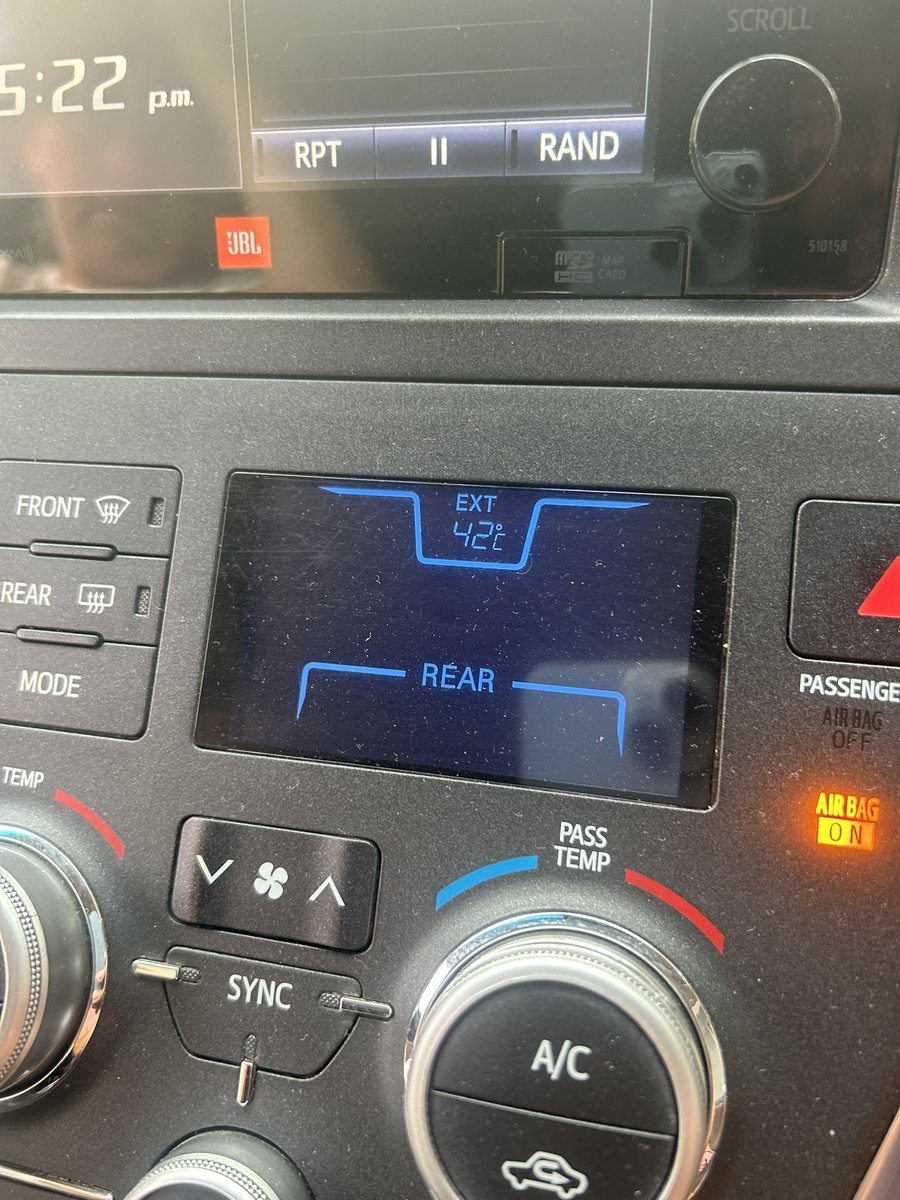 SCROLL
5:22 p.m.
RPT
RAND
JBL
micro
MAP
CARD
510158
FRONT
EXT
42°C
REAR
REAR
MODE
PASSENGE
AIR BAG
OFF
TEMP
AIR BAG
ON
PASS
TEMP
SYNC
A/C